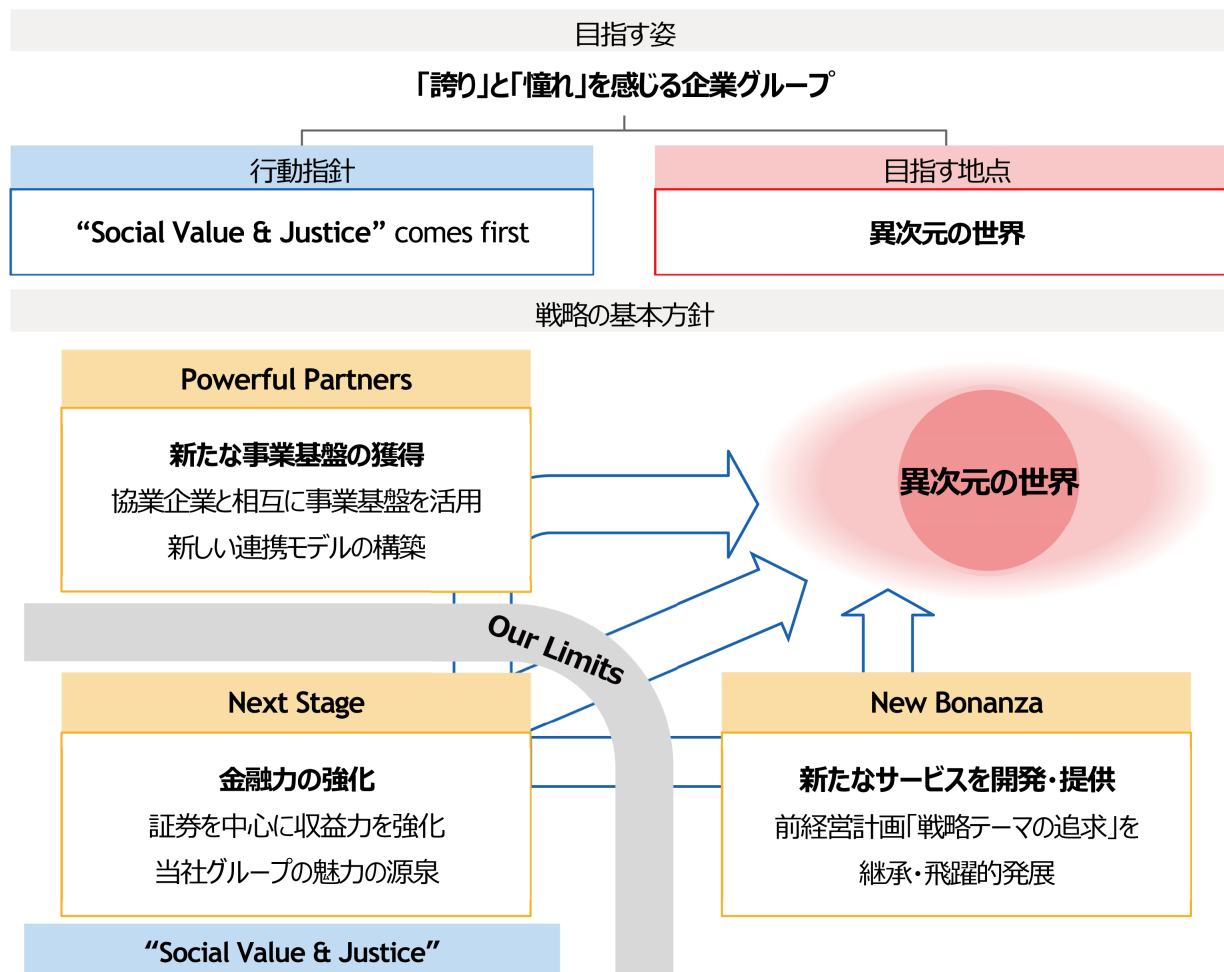 目指す姿
「誇り」と「憧れ」を感じる企業グループ
行動指針
“Social Value & Justice” comes first
目指す地点
異次元の世界
戦略の基本方針
Powerful Partners
新たな事業基盤の獲得
協業企業と相互に事業基盤を活用
新しい連携モデルの構築
異次元の世界
Our Limits
Next Stage
金融力の強化
証券を中心に収益力を強化
当社グループの魅力の源泉
New Bonanza
新たなサービスを開発・提供
前経営計画「戦略テーマの追求」を
継承・飛躍的発展
“Social Value & Justice”